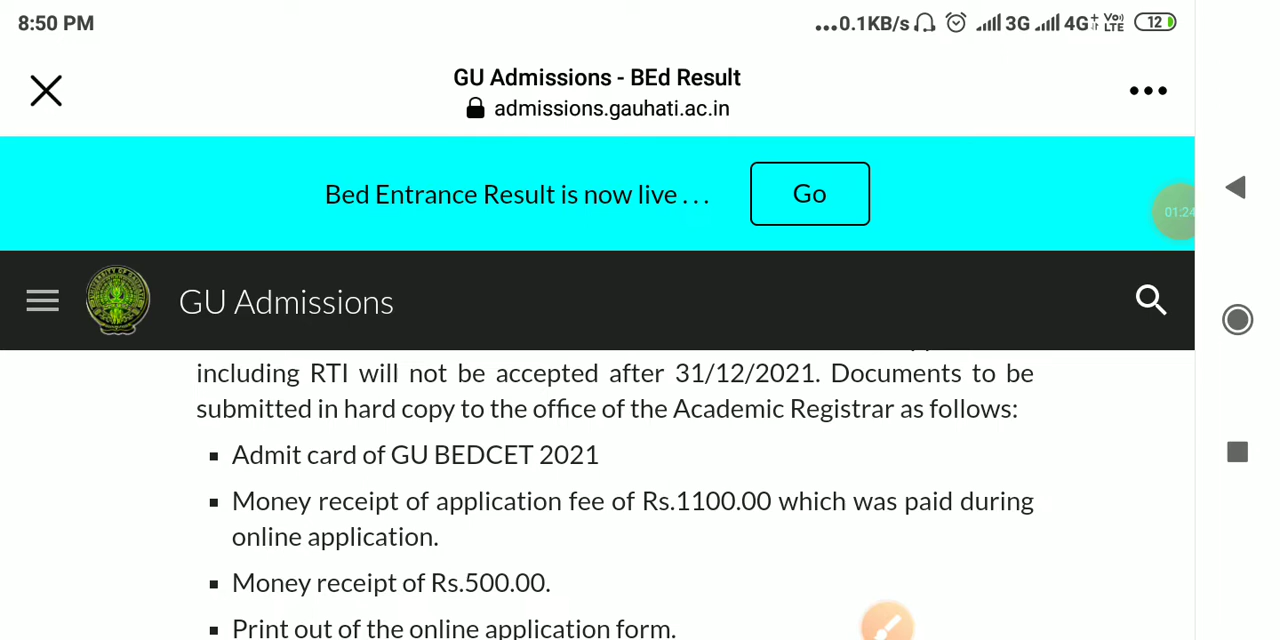 8:50 PM
...0.1KB/s 3G 4G+ Vo) LTE 12
GU Admissions - BEd Result
admissions.gauhati.ac.in
Bed Entrance Result is now live . . .
Go
01:24
GU Admissions
including RTI will not be accepted after 31/12/2021. Documents to be
submitted in hard copy to the office of the Academic Registrar as follows:
▪ Admit card of GU BEDCET 2021
▪ Money receipt of application fee of Rs.1100.00 which was paid during
online application.
▪ Money receipt of Rs.500.00.
▪ Print out of the online application form.